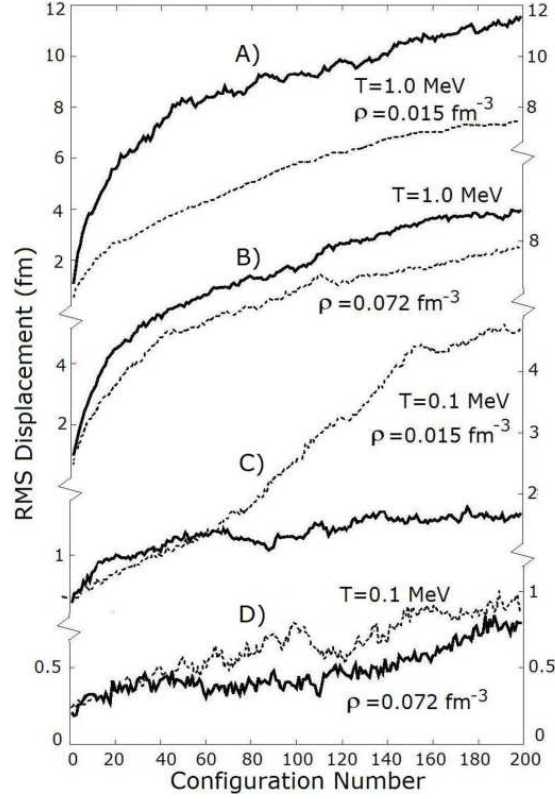 12
12
A)
10
10
T=1.0 MeV
ρ=0.015 fm⁻³
8
8
6
4
T=1.0 MeV
2
B)
8
RMS Displacement (fm)
ρ=0.072 fm⁻³
4
4
T=0.1 MeV
ρ=0.015 fm⁻³
3
2
C)
2
1
1
T=0.1 MeV
D)
0.5
0.5
ρ=0.072 fm⁻³
0
0
0 20 40 60 80 100 120 140 160 180 200
Configuration Number